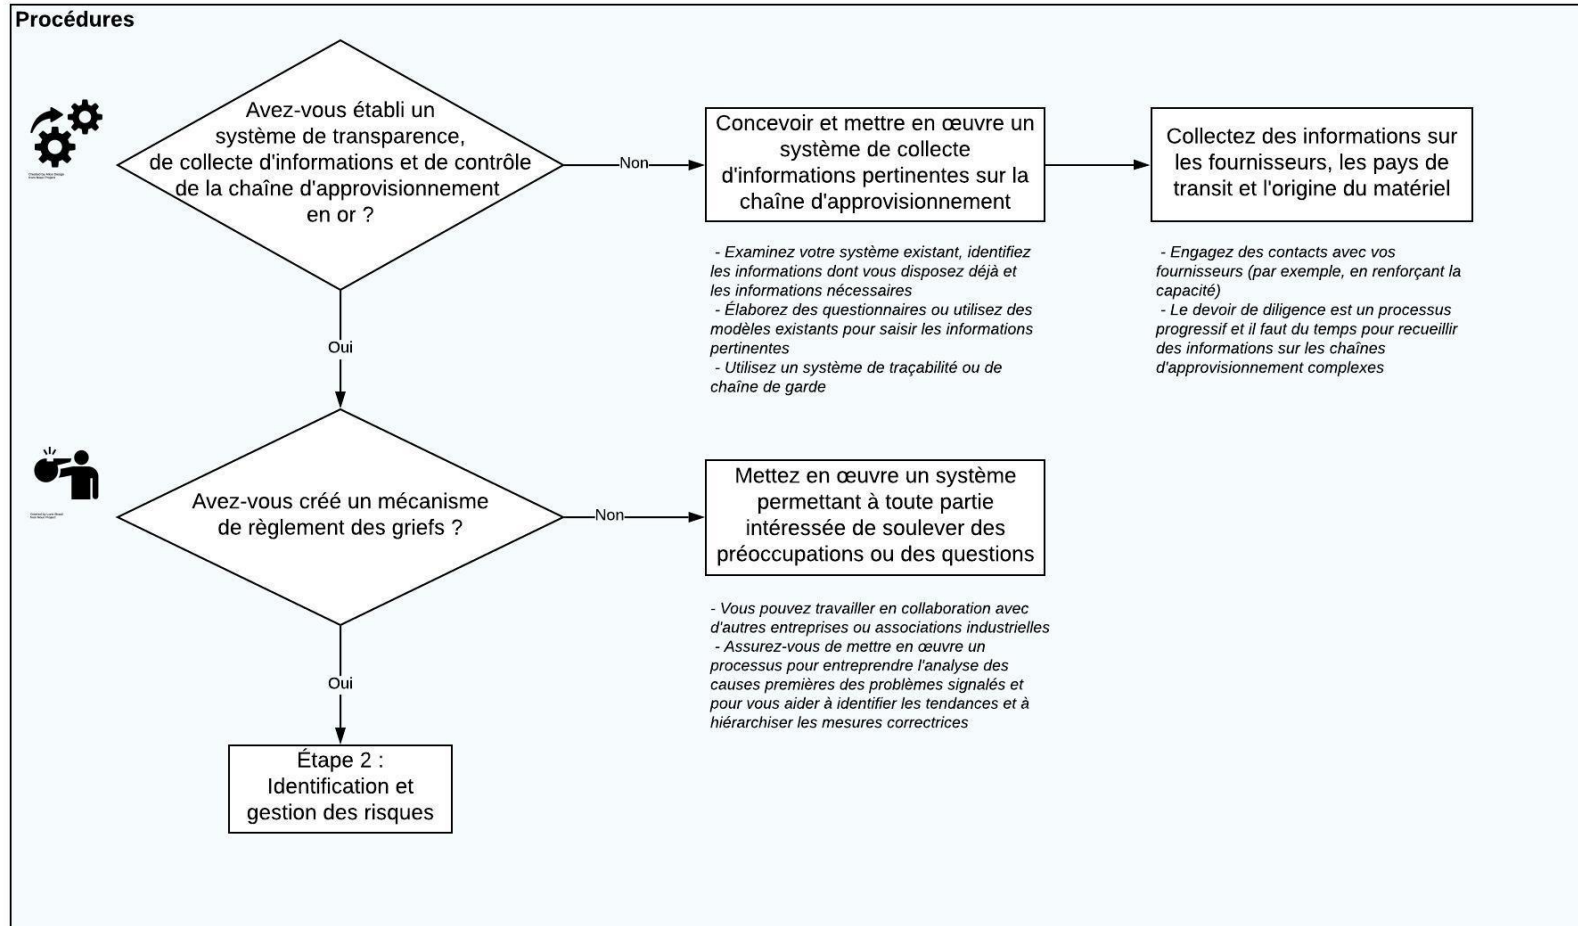 Procédures
Avez-vous établi un
système de transparence,
de collecte d'informations et de contrôle
de la chaîne d'approvisionnement
en or ?
Non
Concevoir et mettre en œuvre un
système de collecte
d'informations pertinentes sur la
chaîne d'approvisionnement
Collectez des informations sur
les fournisseurs, les pays de
transit et l'origine du matériel
- Examinez votre système existant, identifiez
les informations dont vous disposez déjà et
les informations nécessaires
- Élaborez des questionnaires ou utilisez des
modèles existants pour saisir les informations
pertinentes
- Utilisez un système de traçabilité ou de
chaîne de garde
- Engagez des contacts avec vos
fournisseurs (par exemple, en renforçant la
capacité)
- Le devoir de diligence est un processus
progressif et il faut du temps pour recueillir
des informations sur les chaînes
d'approvisionnement complexes
Oui
Avez-vous créé un mécanisme
de règlement des griefs ?
Non
Mettez en œuvre un système
permettant à toute partie
intéressée de soulever des
préoccupations ou des questions
- Vous pouvez travailler en collaboration avec
d'autres entreprises ou associations industrielles
- Assurez-vous de mettre en œuvre un
processus pour entreprendre l'analyse des
causes premières des problèmes signalés et
pour vous aider à identifier les tendances et à
hiérarchiser les mesures correctrices
Oui
Étape 2 :
Identification et
gestion des risques